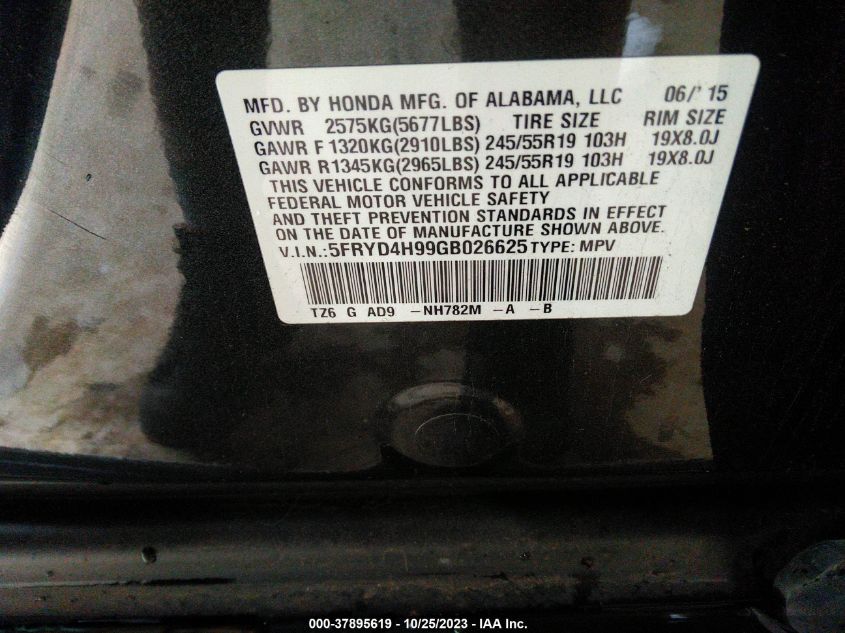 MFD. BY HONDA MFG. OF ALABAMA, LLC 06/' 15
GVWR 2575KG(5677LBS) TIRE SIZE RIM SIZE
GAWR F 1320KG(2910LBS) 245/55R19 103H 19X8.0J
GAWR R1345KG(2965LBS) 245/55R19 103H 19X8.0J
THIS VEHICLE CONFORMS TO ALL APPLICABLE
FEDERAL MOTOR VEHICLE SAFETY
AND THEFT PREVENTION STANDARDS IN EFFECT
ON THE DATE OF MANUFACTURE SHOWN ABOVE.
V.I.N.:5FRYD4H99GB026625TYPE: MPV
TZ6 G AD9 -NH782M -A -B
000-37895619 - 10/25/2023 - IAA Inc.